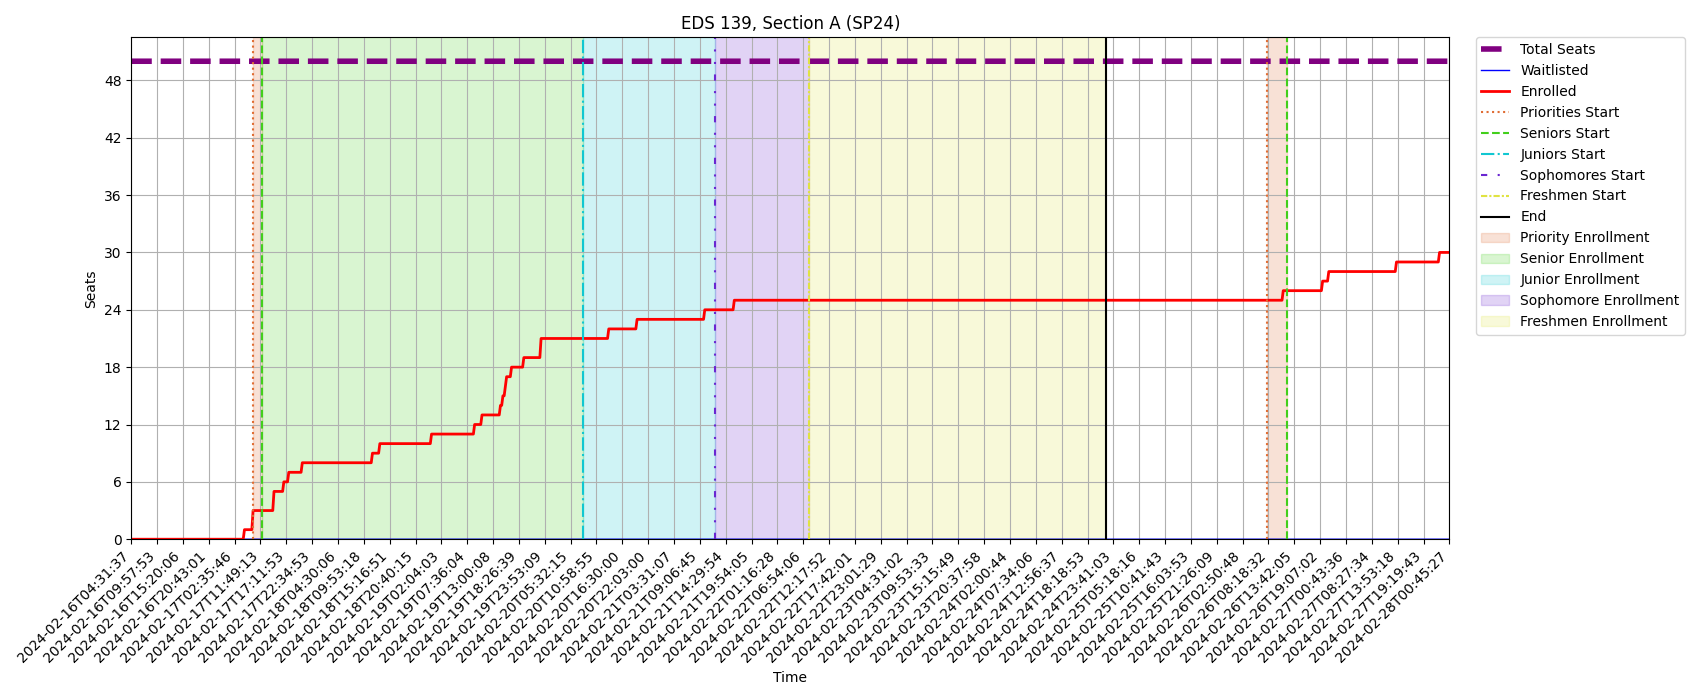 EDS 139, Section A (SP24)
Total Seats
Waitlisted
Enrolled
Priorities Start
Seniors Start
Juniors Start
Sophomores Start
Freshmen Start
End
Priority Enrollment
Senior Enrollment
Junior Enrollment
Sophomore Enrollment
Freshmen Enrollment
Seats
48
42
36
30
24
18
12
6
0
2024-02-16T04:31:37
2024-02-16T09:57:53
2024-02-16T15:20:06
2024-02-16T20:43:01
2024-02-17T02:35:46
2024-02-17T11:49:13
2024-02-17T17:11:53
2024-02-17T22:34:53
2024-02-18T04:30:06
2024-02-18T09:53:18
2024-02-18T15:16:51
2024-02-18T20:40:15
2024-02-19T02:04:03
2024-02-19T07:36:04
2024-02-19T13:00:08
2024-02-19T18:26:39
2024-02-19T23:53:09
2024-02-20T05:32:15
2024-02-20T10:58:55
2024-02-20T16:30:00
2024-02-20T22:03:00
2024-02-21T03:31:07
2024-02-21T09:06:45
2024-02-21T14:29:54
2024-02-21T19:54:05
2024-02-22T01:16:28
2024-02-22T06:54:06
2024-02-22T12:17:52
2024-02-22T17:42:01
2024-02-22T23:01:29
2024-02-23T04:31:02
2024-02-23T09:53:33
2024-02-23T15:15:49
2024-02-23T20:37:58
2024-02-24T02:00:44
2024-02-24T07:34:06
2024-02-24T12:56:37
2024-02-24T18:18:53
2024-02-24T23:41:03
2024-02-25T05:18:16
2024-02-25T10:41:43
2024-02-25T16:03:53
2024-02-25T21:26:09
2024-02-26T02:50:48
2024-02-26T08:18:32
2024-02-26T13:42:05
2024-02-26T19:07:02
2024-02-27T00:43:36
2024-02-27T08:27:34
2024-02-27T13:53:18
2024-02-27T19:19:43
2024-02-28T00:45:27
Time